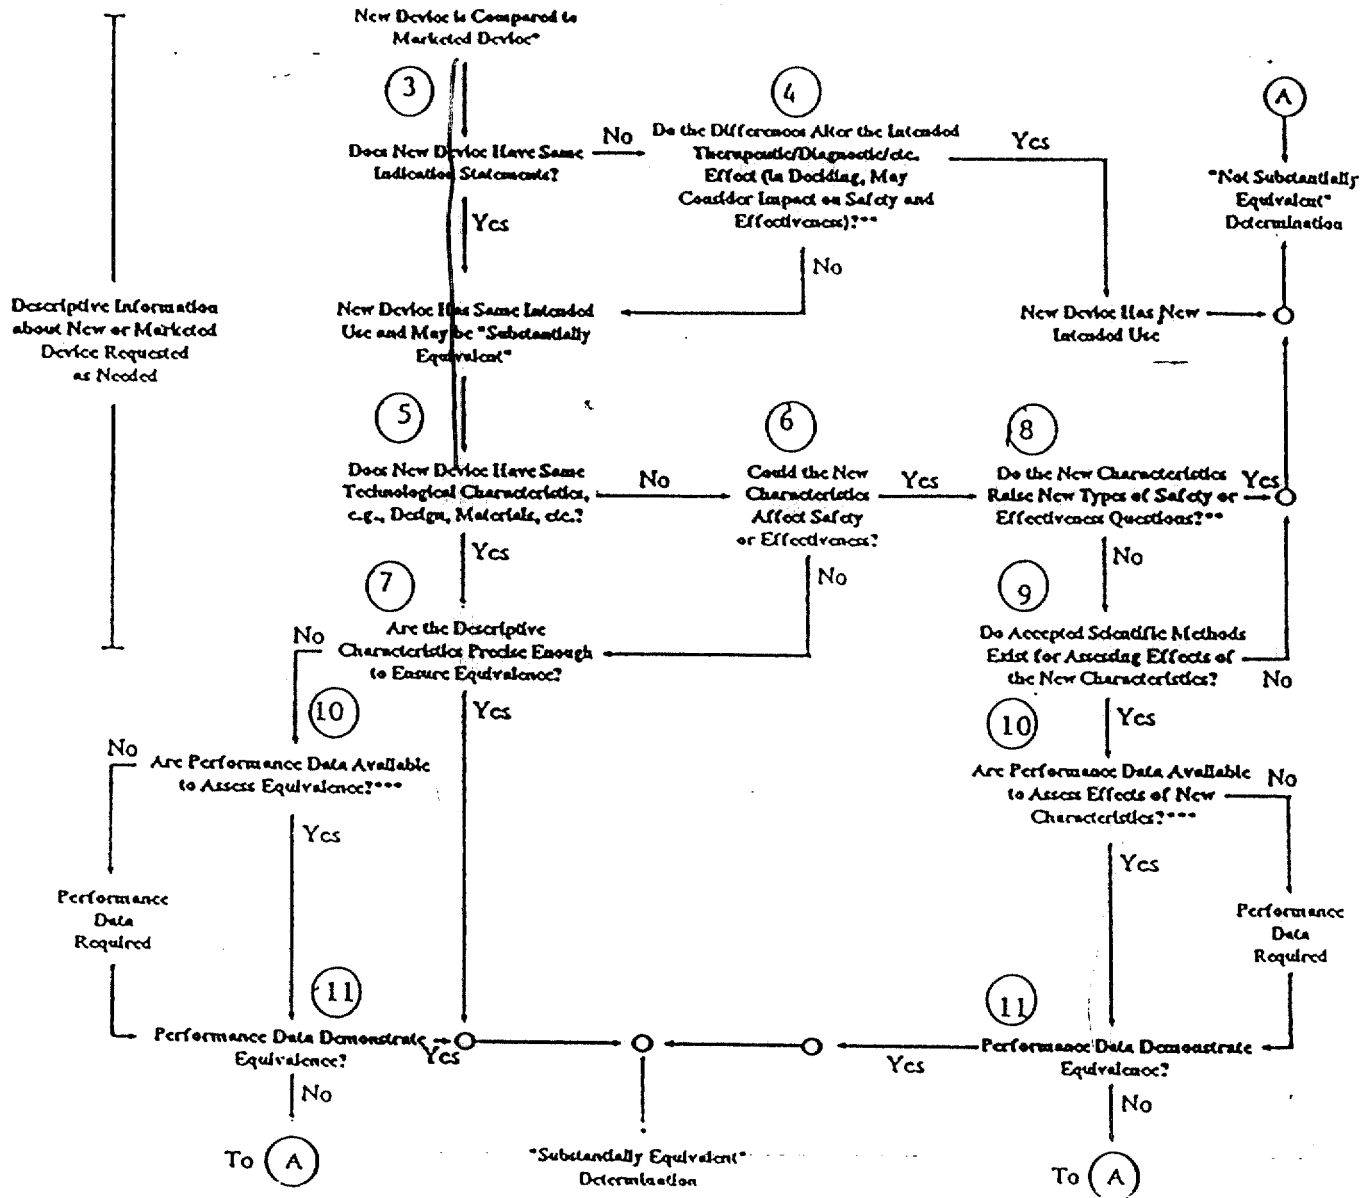 New Device is Compared to
Marketed Device*
3
4
A
Does New Device Have Same
Indication Statements?
No
Do the Differences Alter the Intended
Therapeutic/Diagnostic/etc.
Effect (in Deciding, May
Consider Impact on Safety and
Effectiveness)?**
Yes
"Not Substantially
Equivalent"
Determination
Yes
No
Descriptive Information
about New or Marketed
Device Requested
as Needed
New Device Has Same Intended
Use and May be "Substantially
Equivalent"
New Device Has New
Intended Use
5
6
8
Does New Device Have Same
Technological Characteristics,
e.g., Design, Materials, etc.?
No
Could the New
Characteristics
Affect Safety
or Effectiveness?
Yes
Do the New Characteristics
Raise New Types of Safety or
Effectiveness Questions?**
Yes
Yes
No
No
7
9
No
Are the Descriptive
Characteristics Precise Enough
to Ensure Equivalence?
Do Accepted Scientific Methods
Exist for Assessing Effects of
the New Characteristics?
No
10
Yes
10
Yes
No
Are Performance Data Available
to Assess Equivalence?***
Are Performance Data Available
to Assess Effects of New
Characteristics?***
No
Yes
Yes
Performance
Data
Required
Performance
Data
Required
11
11
Performance Data Demonstrate
Equivalence?
Yes
Yes
Performance Data Demonstrate
Equivalence?
No
No
To A
"Substantially Equivalent"
Determination
To A